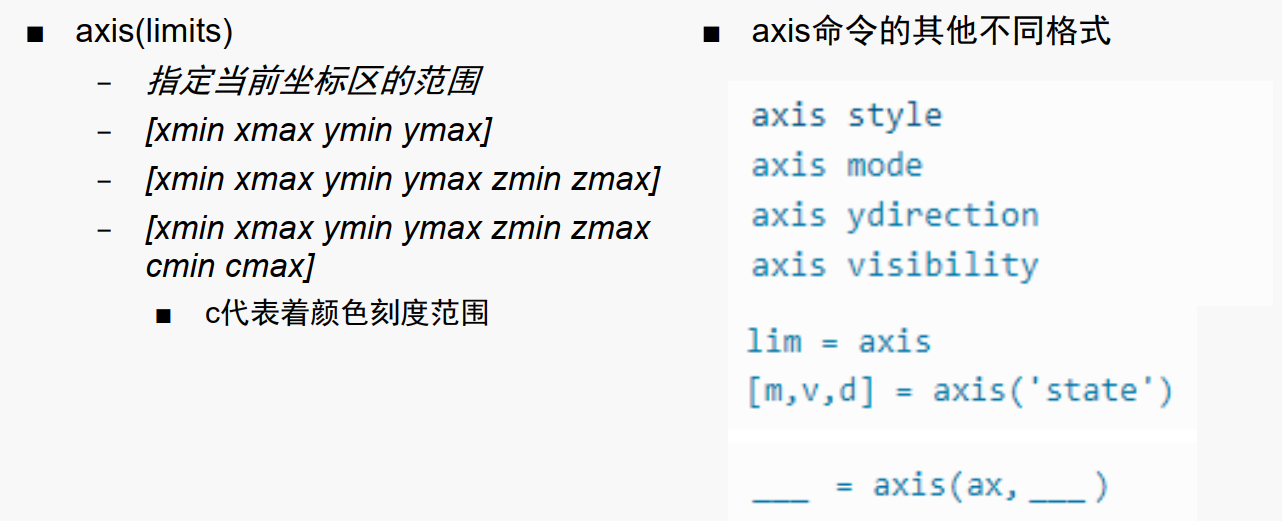 ■ axis(limits)
– 指定当前坐标区的范围
– [xmin xmax ymin ymax]
– [xmin xmax ymin ymax zmin zmax]
– [xmin xmax ymin ymax zmin zmax
cmin cmax]
■ c代表着颜色刻度范围
■ axis命令的其他不同格式
axis style
axis mode
axis ydirection
axis visibility
lim = axis
[m,v,d] = axis('state')
___ = axis(ax,___)